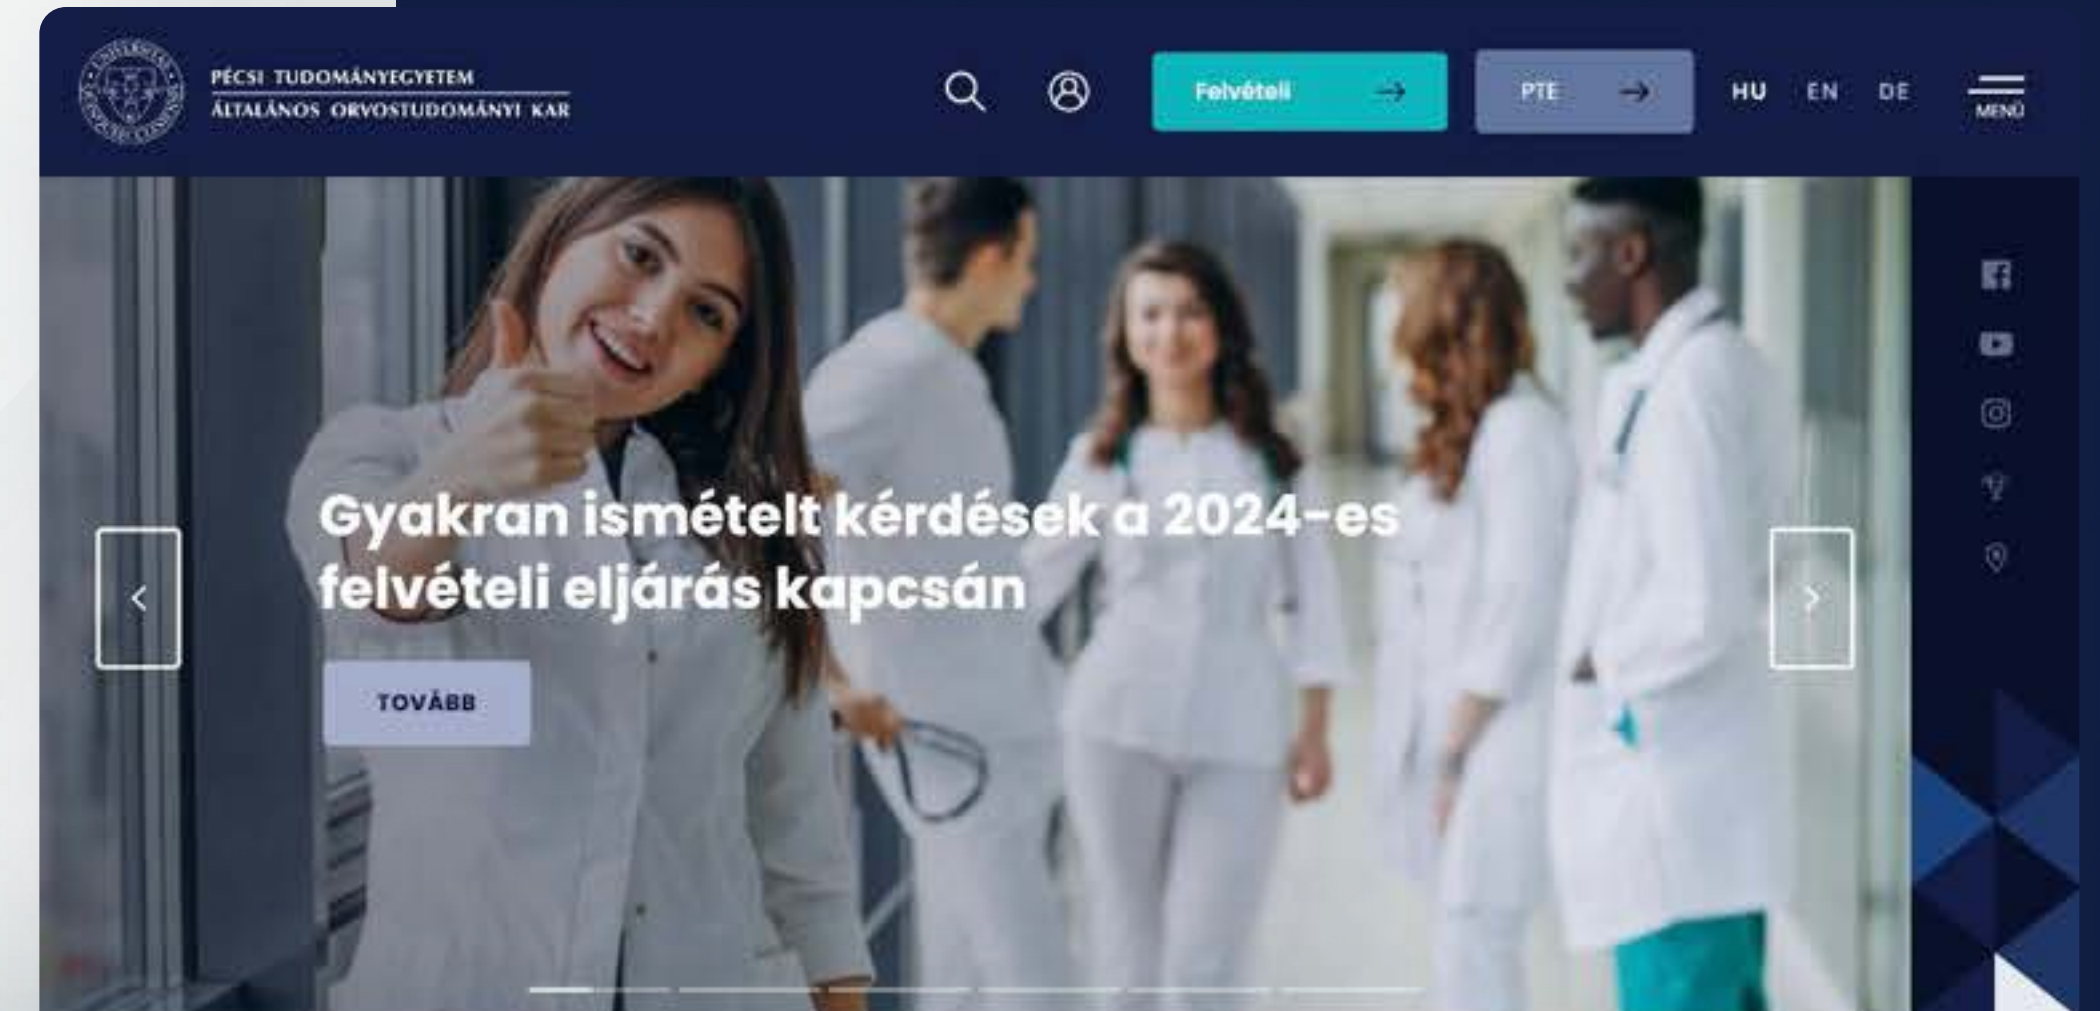 PÉCSI TUDOMÁNYEGYETEM
ÁLTALÁNOS ORVOSTUDOMÁNYI KAR
Felvételi
PTE
HU EN DE
MENÜ
Gyakran ismételt kérdések a 2024-es
felvételi eljárás kapcsán
TOVÁBB